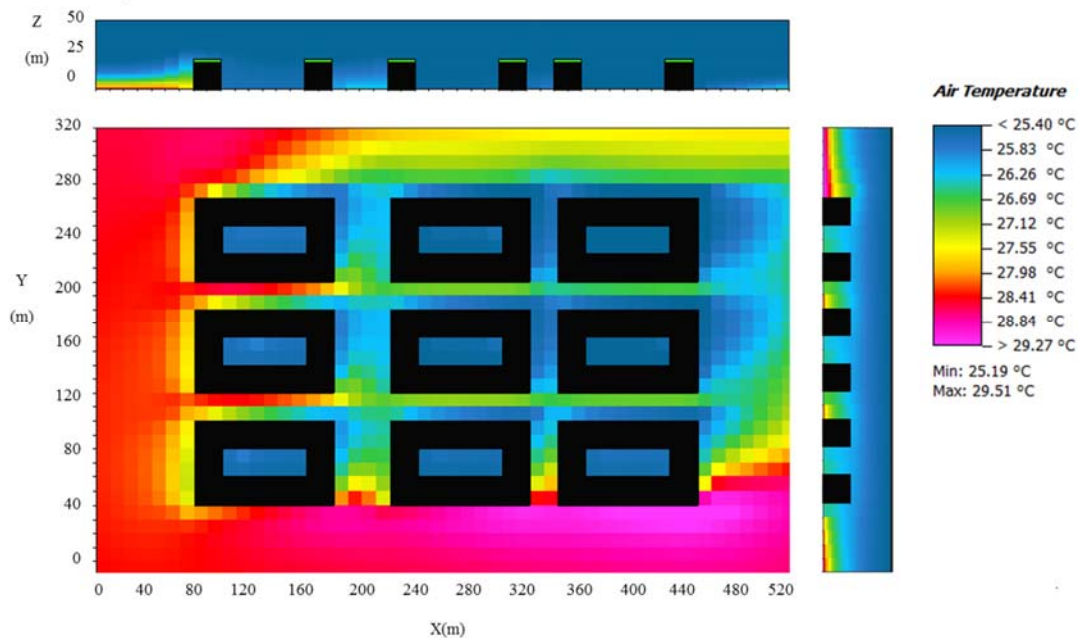 Z
(m)
50
25
0
Air Temperature
< 25.40 °C
25.83 °C
26.26 °C
26.69 °C
27.12 °C
27.55 °C
27.98 °C
28.41 °C
28.84 °C
> 29.27 °C
Min: 25.19 °C
Max: 29.51 °C
Y
(m)
320
280
240
200
160
120
80
40
0
0 40 80 120 160 200 240 280 320 360 400 440 480 520
X(m)